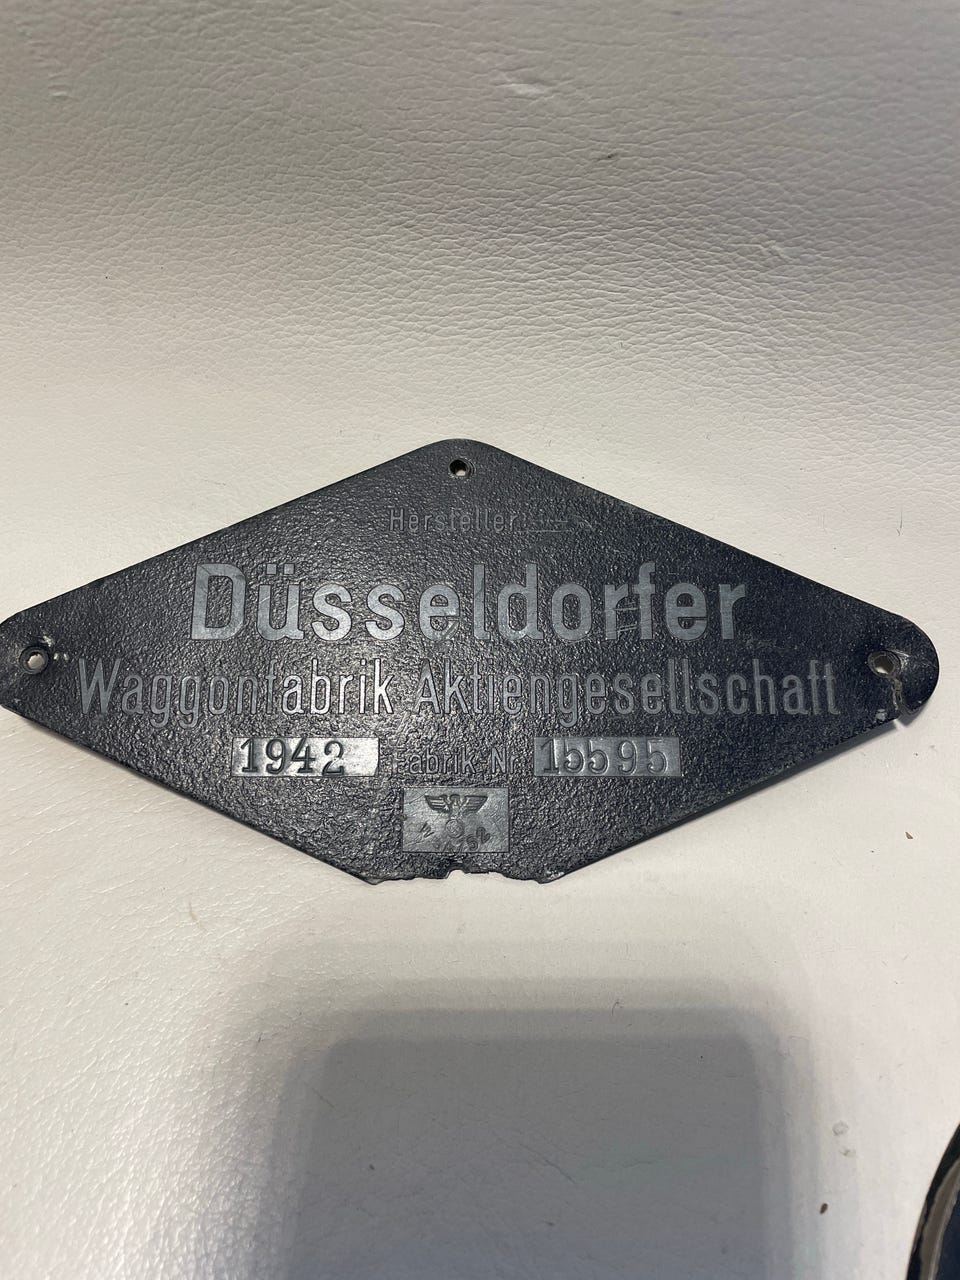 Hersteller
Düsseldorfer
Waggonfabrik Aktiengesellschaft
1942 Fabrik Nr. 15595